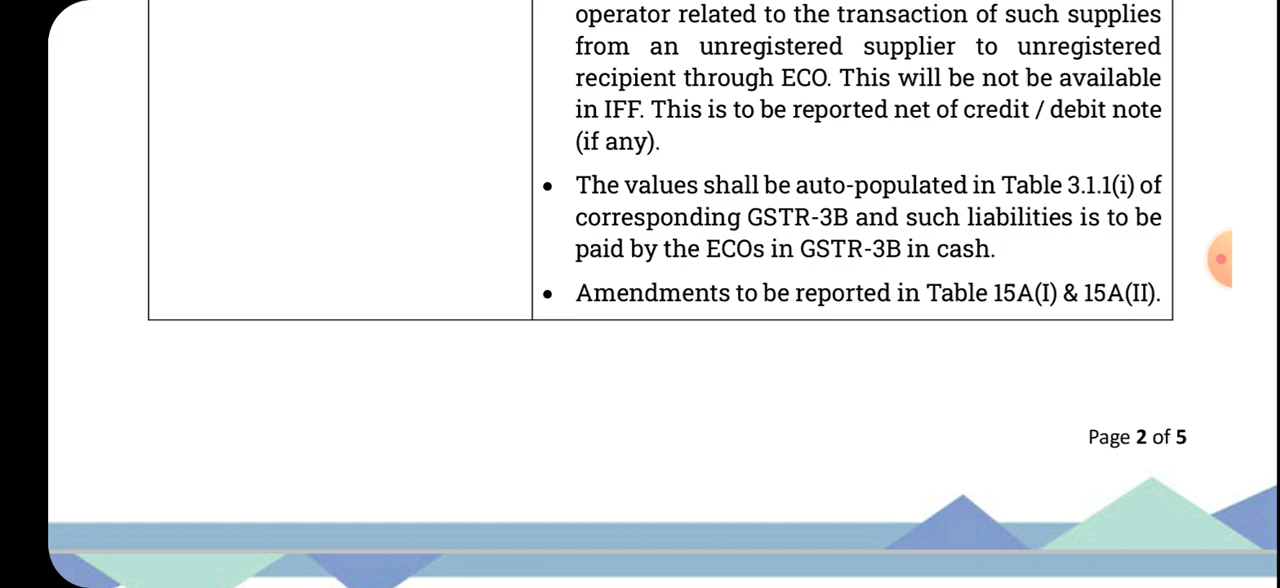 operator related to the transaction of such supplies
from an unregistered supplier to unregistered
recipient through ECO. This will be not be available
in IFF. This is to be reported net of credit / debit note
(if any).
• The values shall be auto-populated in Table 3.1.1(i) of
corresponding GSTR-3B and such liabilities is to be
paid by the ECOs in GSTR-3B in cash.
• Amendments to be reported in Table 15A(I) & 15A(II).
Page 2 of 5